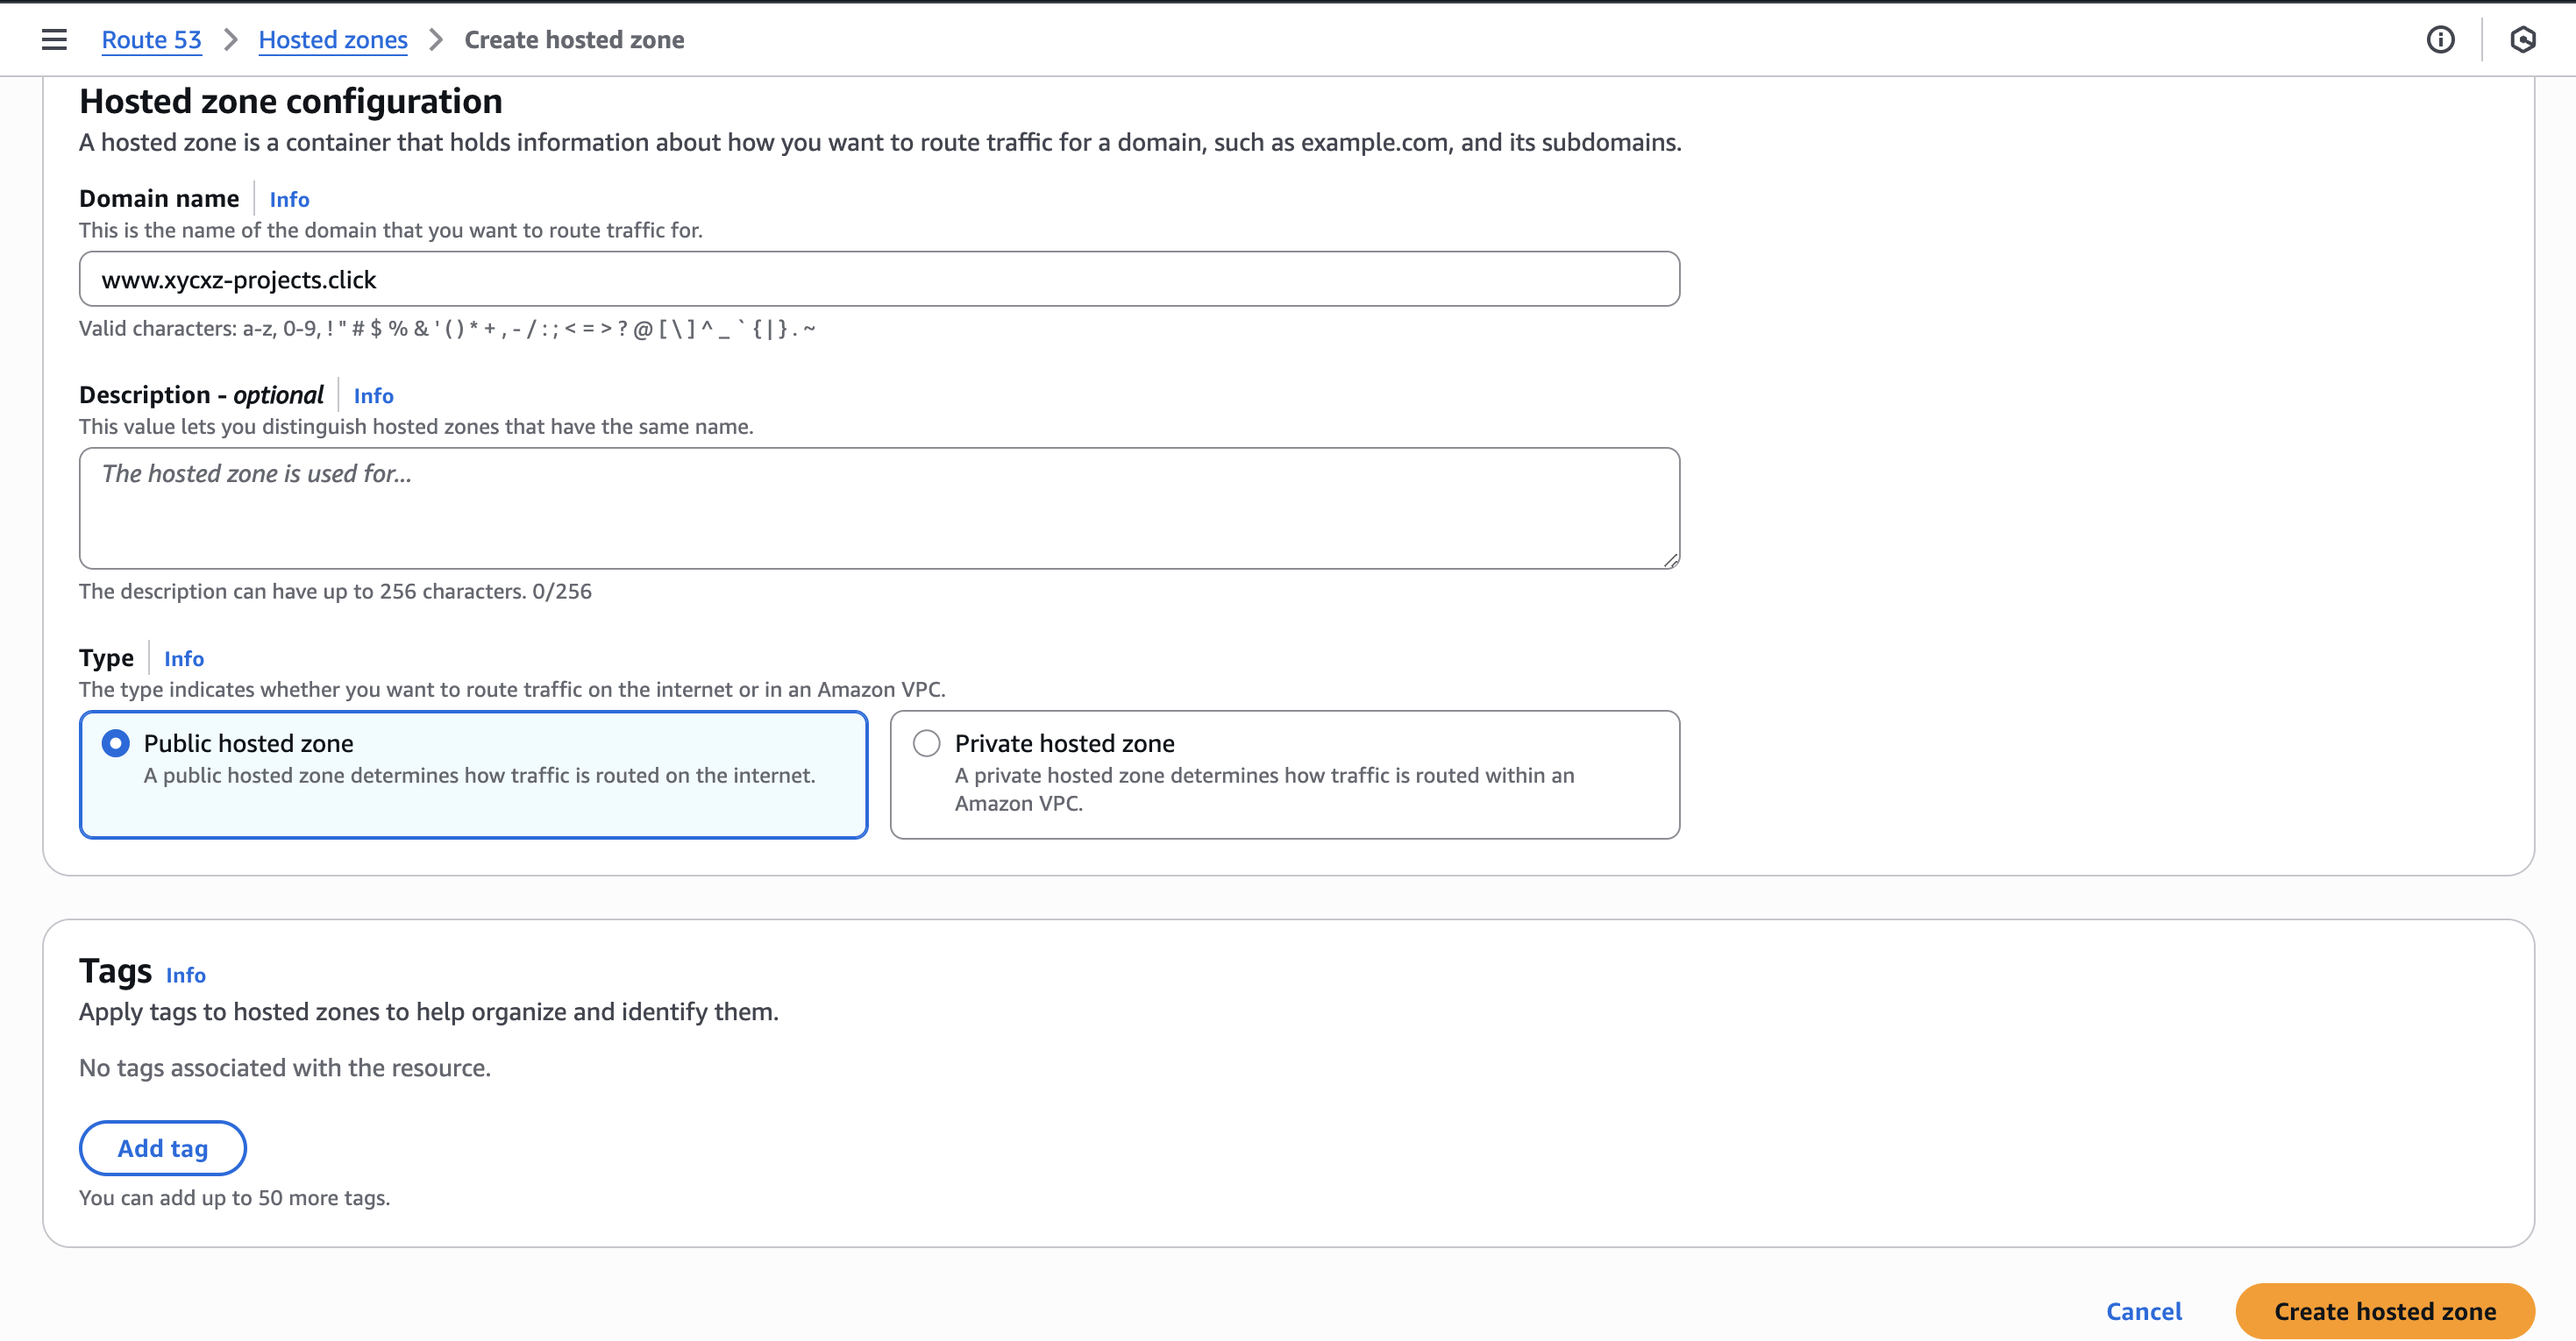 Route 53 > Hosted zones > Create hosted zone
Hosted zone configuration
A hosted zone is a container that holds information about how you want to route traffic for a domain, such as example.com, and its subdomains.
Domain name Info
This is the name of the domain that you want to route traffic for.
www.xycxz-projects.click
Valid characters: a-z, 0-9, ! " # $ % & ' ( ) * + , - / : ; < = > ? @ [ \ ] ^ _ ` { | } . ~
Description - optional Info
This value lets you distinguish hosted zones that have the same name.
The hosted zone is used for...
The description can have up to 256 characters. 0/256
Type Info
The type indicates whether you want to route traffic on the internet or in an Amazon VPC.
Public hosted zone
A public hosted zone determines how traffic is routed on the internet.
Private hosted zone
A private hosted zone determines how traffic is routed within an
Amazon VPC.
Tags Info
Apply tags to hosted zones to help organize and identify them.
No tags associated with the resource.
Add tag
You can add up to 50 more tags.
Cancel Create hosted zone